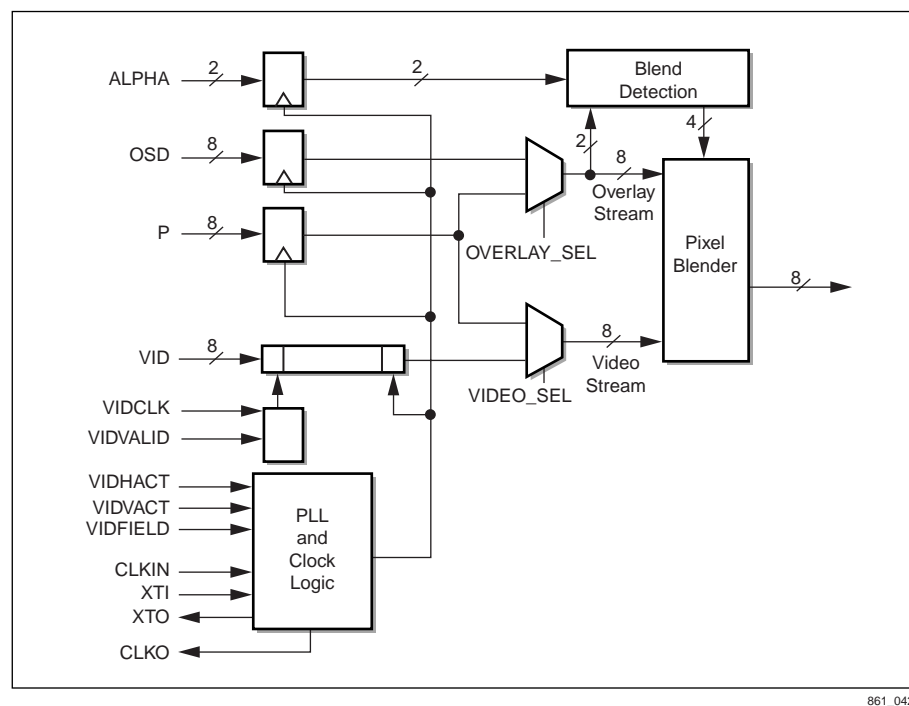 ALPHA
2
2
Blend
Detection
OSD
8
2
4
8
Overlay
Stream
P
8
OVERLAY_SEL
Pixel
Blender
8
VID
8
8
Video
Stream
VIDEO_SEL
VIDCLK
VIDVALID
VIDHACT
VIDVACT
VIDFIELD
CLKIN
XTI
XTO
CLKO
PLL
and
Clock
Logic